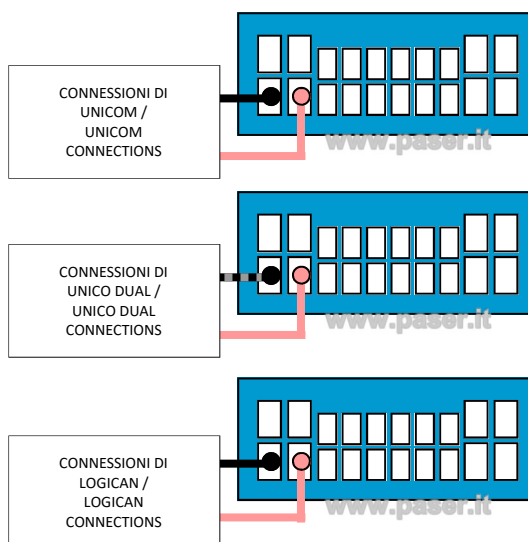 CONNESSIONI DI
UNICOM /
UNICOM
CONNECTIONS
www.paser.it
CONNESSIONI DI
UNICO DUAL /
UNICO DUAL
CONNECTIONS
www.paser.it
CONNESSIONI DI
LOGICAN /
LOGICAN
CONNECTIONS
www.paser.it